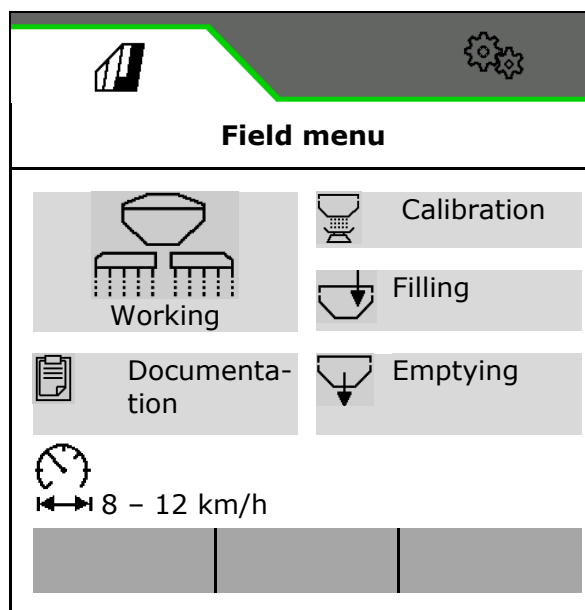 Field menu
Working
Calibration
Filling
Documenta-
tion
Emptying
8 – 12 km/h